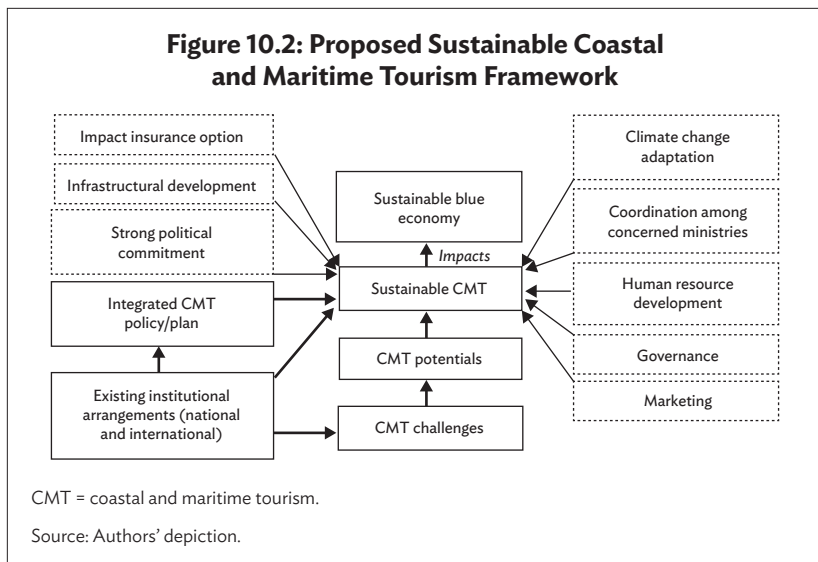 Figure 10.2: Proposed Sustainable Coastal
and Maritime Tourism Framework
Impact insurance option
Infrastructural development
Strong political
commitment
Integrated CMT
policy/plan
Existing institutional
arrangements (national
and international)
Sustainable blue
economy
Impacts
Sustainable CMT
CMT potentials
CMT challenges
Climate change
adaptation
Coordination among
concerned ministries
Human resource
development
Governance
Marketing
CMT = coastal and maritime tourism.
Source: Authors’ depiction.